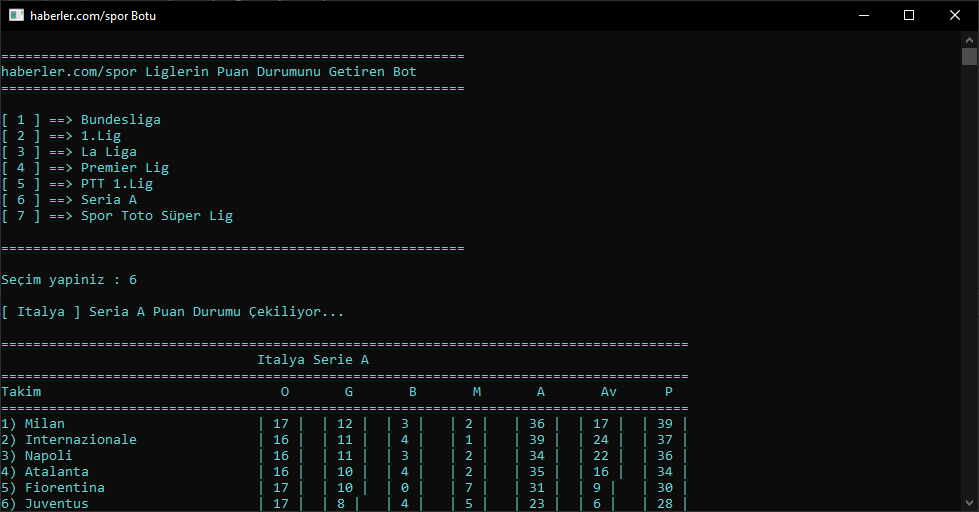 haberler.com/spor Botu
=========================================================
haberler.com/spor Liglerin Puan Durumunu Getiren Bot
=========================================================
[ 1 ] ==> Bundesliga
[ 2 ] ==> 1.Lig
[ 3 ] ==> La Liga
[ 4 ] ==> Premier Lig
[ 5 ] ==> PTT 1.Lig
[ 6 ] ==> Seria A
[ 7 ] ==> Spor Toto Süper Lig
=========================================================
Seçim yapiniz : 6
[ Italya ] Seria A Puan Durumu Çekiliyor...
======================================================================================
Italya Serie A
======================================================================================
Takim O G B M A Av P
======================================================================================
1) Milan | 17 | | 12 | | 3 | | 2 | | 36 | | 17 | | 39 |
2) Internazionale | 16 | | 11 | | 4 | | 1 | | 39 | | 24 | | 37 |
3) Napoli | 16 | | 11 | | 3 | | 2 | | 34 | | 22 | | 36 |
4) Atalanta | 16 | | 10 | | 4 | | 2 | | 35 | | 16 | | 34 |
5) Fiorentina | 17 | | 10 | | 0 | | 7 | | 31 | | 9 | | 30 |
6) Juventus | 17 | | 8 | | 4 | | 5 | | 23 | | 6 | | 28 |